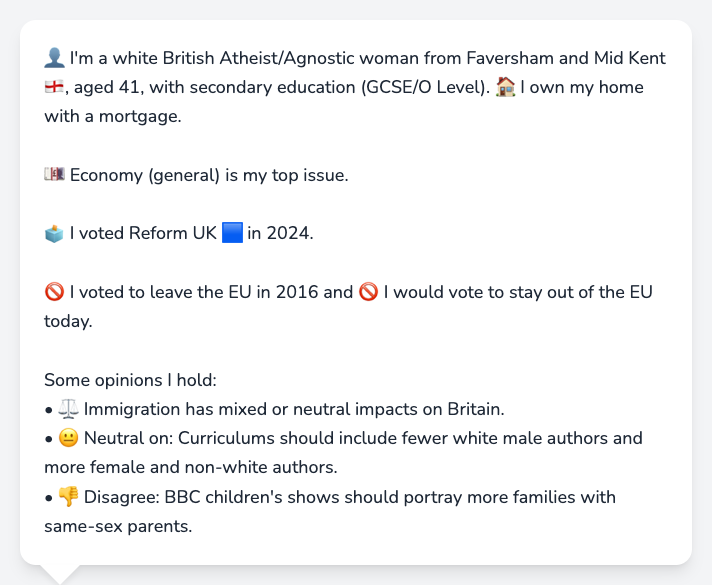 👤 I'm a white British Atheist/Agnostic woman from Faversham and Mid Kent
🏴󠁧󠁢󠁥󠁮󠁧󠁿, aged 41, with secondary education (GCSE/O Level). 🏠 I own my home
with a mortgage.
💷 Economy (general) is my top issue.
🗳️ I voted Reform UK 🟦 in 2024.
🚫 I voted to leave the EU in 2016 and 🚫 I would vote to stay out of the EU
today.
Some opinions I hold:
• ⚖️ Immigration has mixed or neutral impacts on Britain.
• 😐 Neutral on: Curriculums should include fewer white male authors and
more female and non-white authors.
• 👎 Disagree: BBC children's shows should portray more families with
same-sex parents.